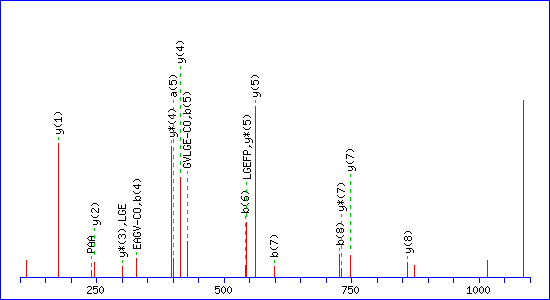 y(1)
PAA
y(2)
y*(3),LGE
EAGV-CO,b(4)
y*(4)
a(5)
y(4)
GVLGE-CO,b(5)
b(6)
LGEFP,y*(5)
y(5)
b(7)
b(8)
y*(7)
y(7)
y(8)
250 500 750 1000